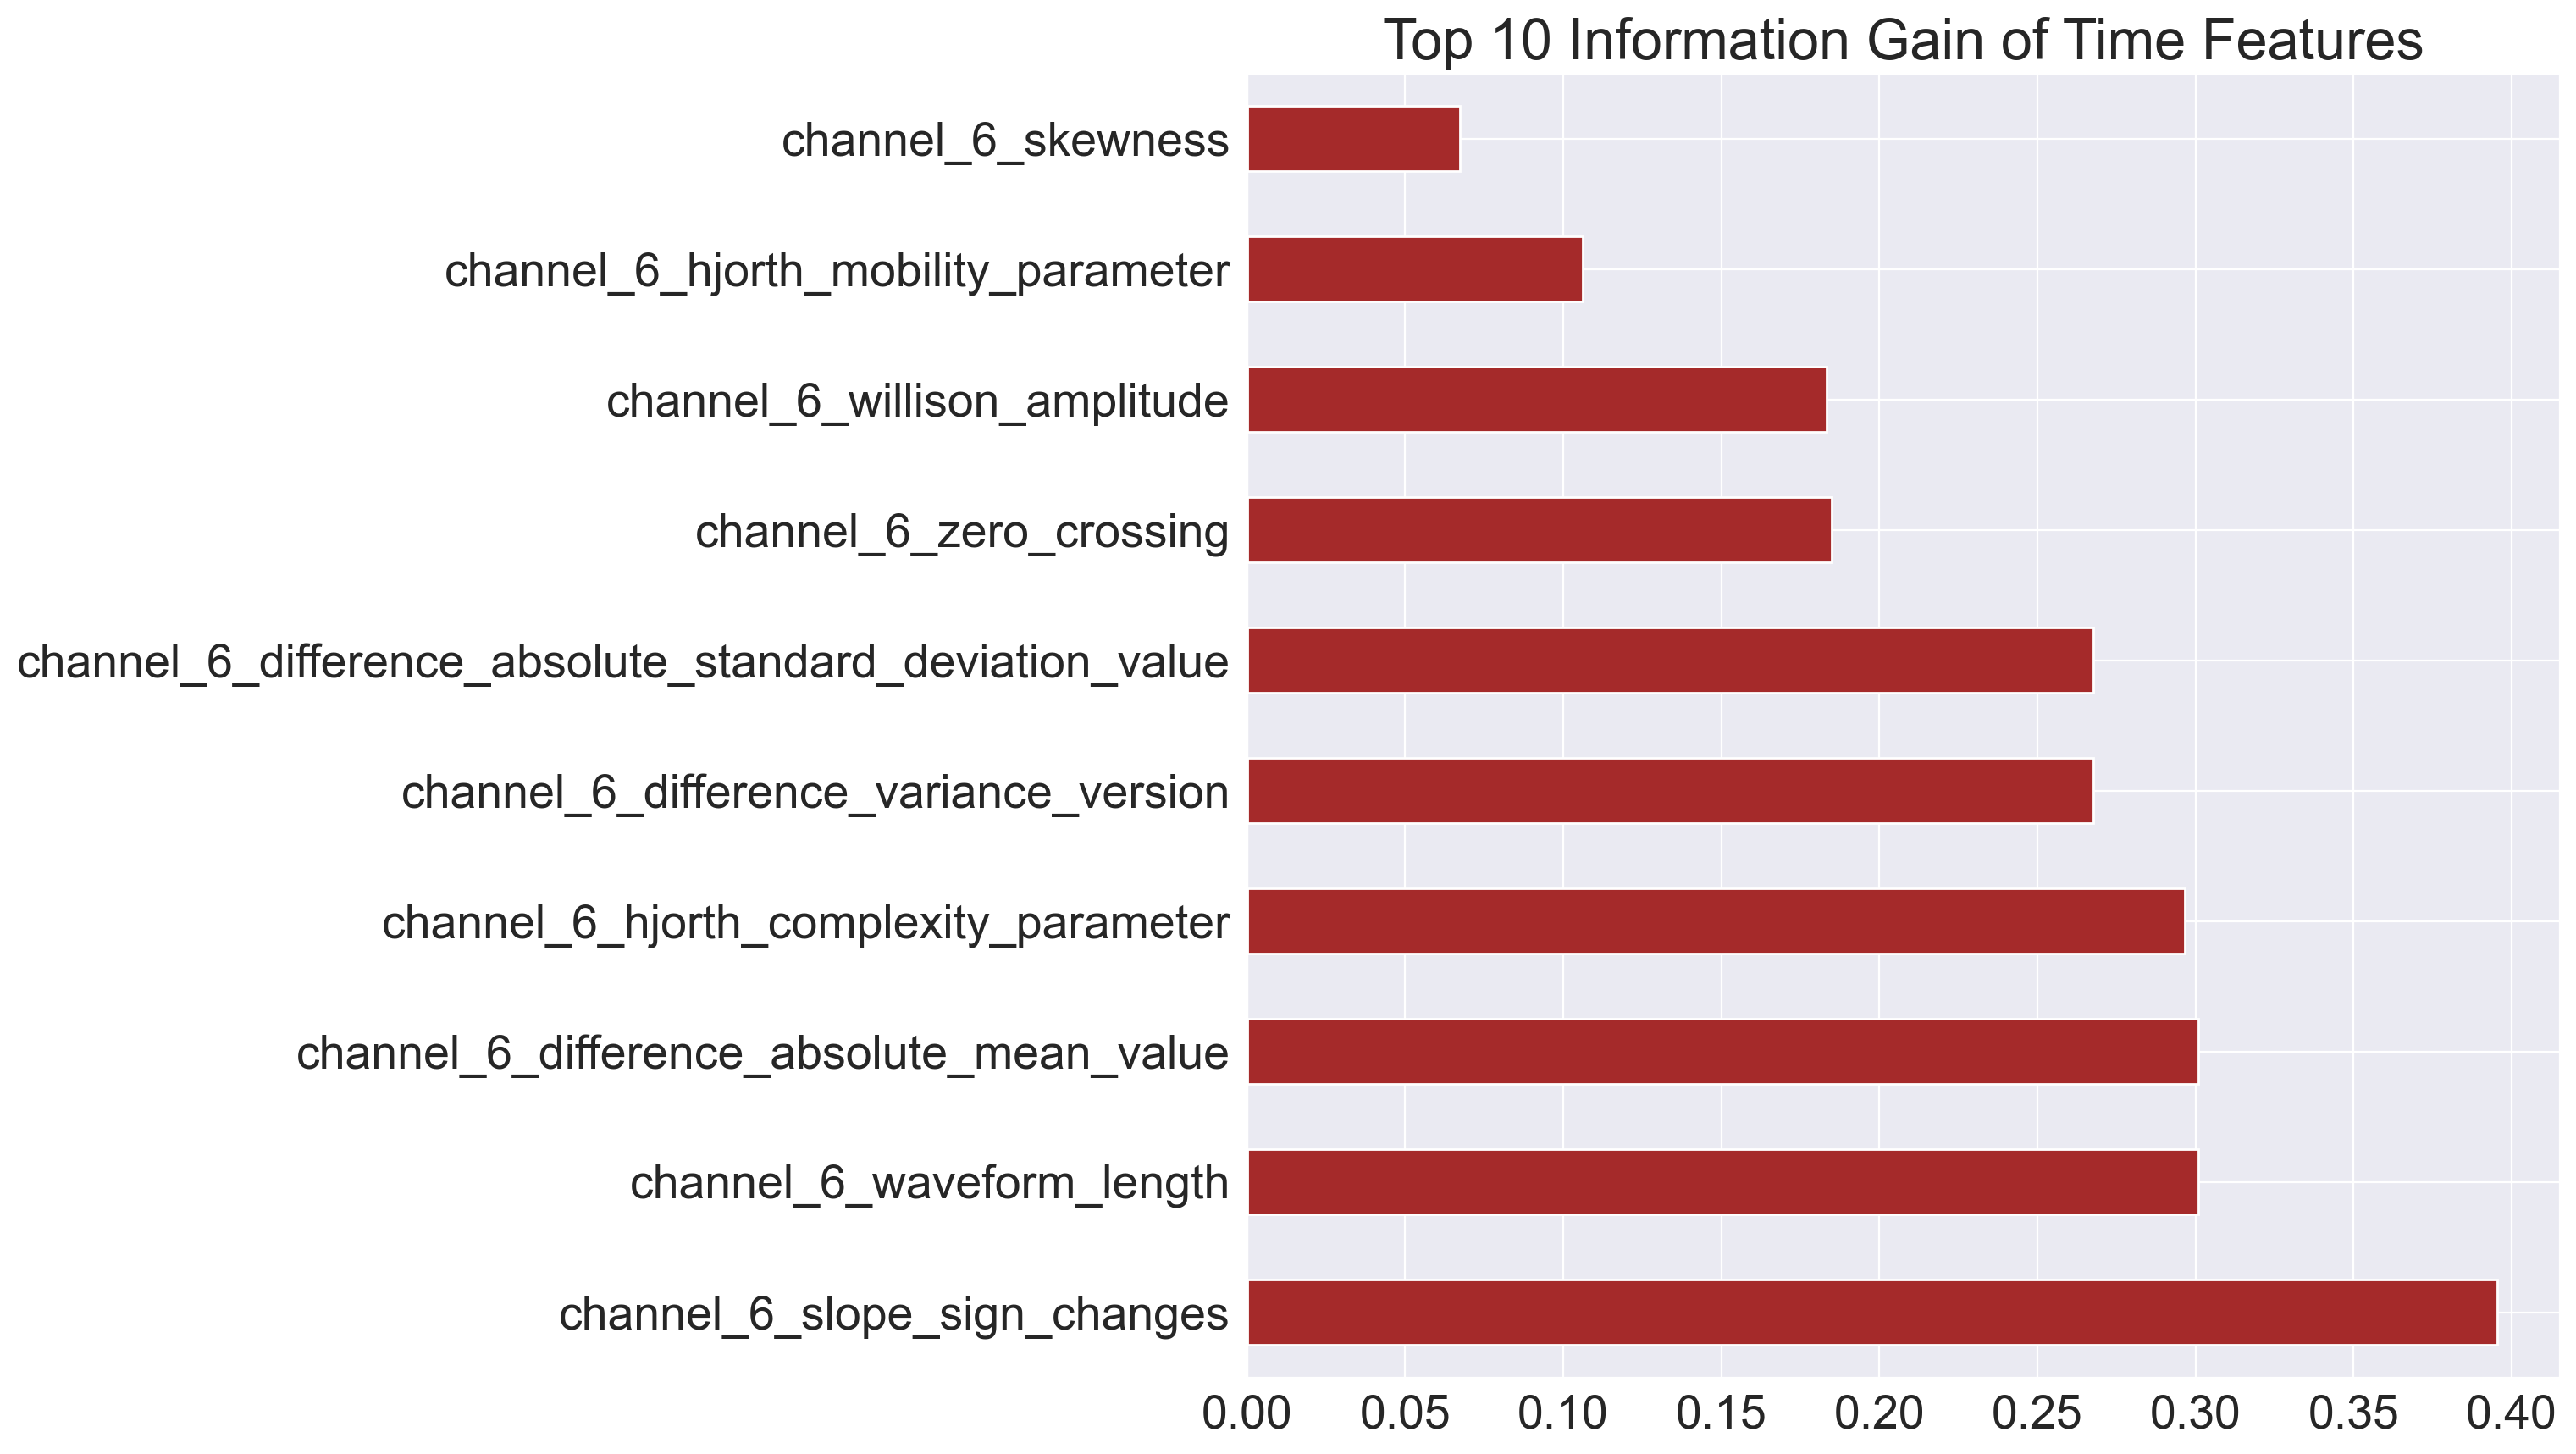 Top 10 Information Gain of Time Features
channel_6_skewness
channel_6_hjorth_mobility_parameter
channel_6_willison_amplitude
channel_6_zero_crossing
channel_6_difference_absolute_standard_deviation_value
channel_6_difference_variance_version
channel_6_hjorth_complexity_parameter
channel_6_difference_absolute_mean_value
channel_6_waveform_length
channel_6_slope_sign_changes
0.00 0.05 0.10 0.15 0.20 0.25 0.30 0.35 0.40